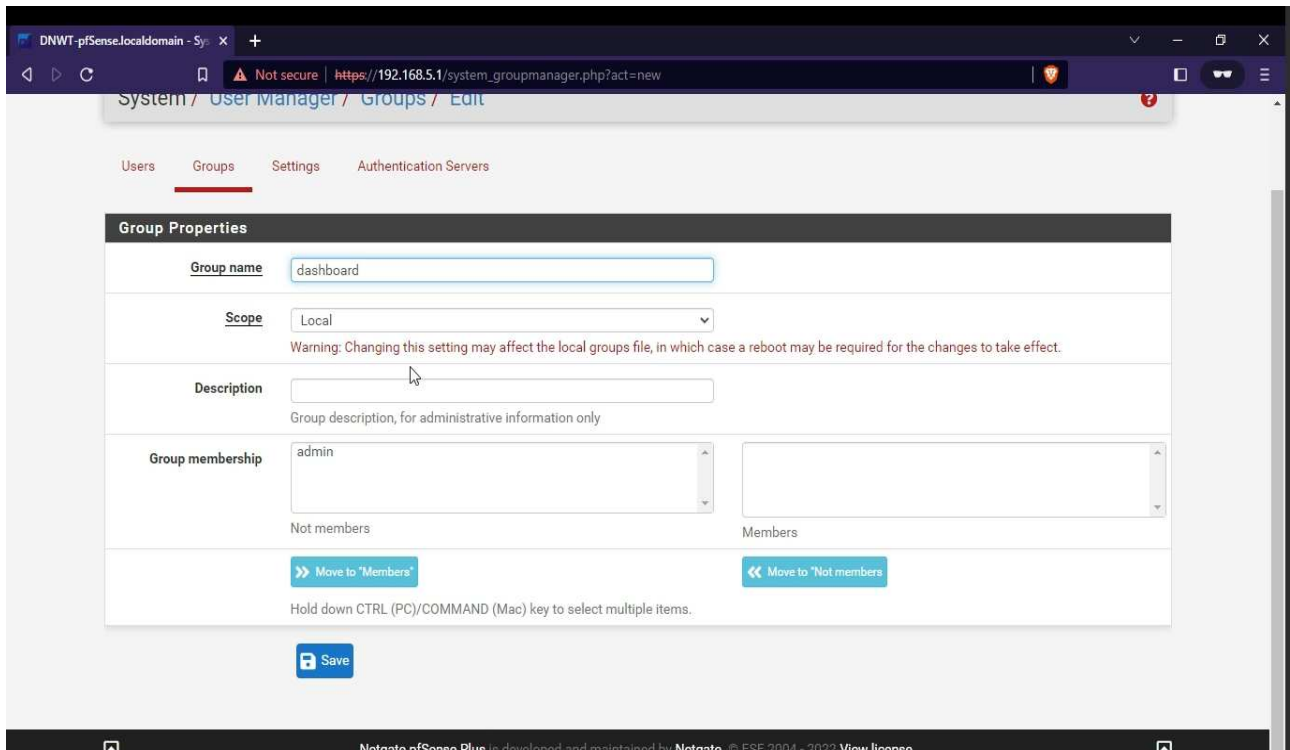 DNWT-pfSense.localdomain - Sys
Not secure
https://192.168.5.1/system_groupmanager.php?act=new
System / User Manager / Groups / Edit
Users
Groups
Settings
Authentication Servers
Group Properties
Group name
dashboard
Scope
Local
Warning: Changing this setting may affect the local groups file, in which case a reboot may be required for the changes to take effect.
Description
Group description, for administrative information only
Group membership
admin
Not members
Members
Move to "Members"
Move to "Not members
Hold down CTRL (PC)/COMMAND (Mac) key to select multiple items.
Save
Netgate pfSense Plus is developed and maintained by Netgate. © ESF 2004 - 2022 View license.